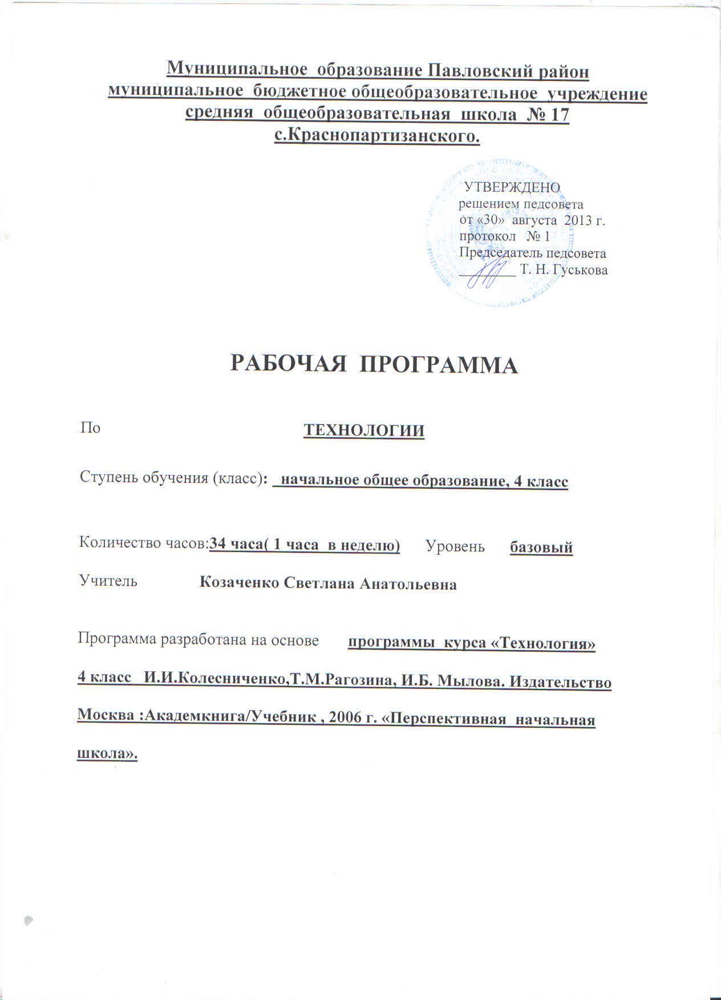 Муниципальное образование Павловский район
муниципальное бюджетное общеобразовательное учреждение
средняя общеобразовательная школа № 17
с.Краснопартизанского.
УТВЕРЖДЕНО
решением педсовета
от «30» августа 2013 г.
протокол № 1
Председатель педсовета
________ Т. Н. Гуськова
РАБОЧАЯ ПРОГРАММА
По ТЕХНОЛОГИИ
Ступень обучения (класс): начальное общее образование, 4 класс
Количество часов:34 часа( 1 часа в неделю) Уровень базовый
Учитель Козаченко Светлана Анатольевна
Программа разработана на основе программы курса «Технология»
4 класс И.И.Колесниченко,Т.М.Рагозина, И.Б. Мылова. Издательство
Москва :Академкнига/Учебник , 2006 г. «Перспективная начальная
школа».